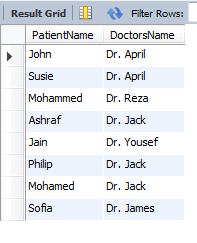 Result Grid Filter Rows:
PatientName DoctorsName
John Dr. April
Susie Dr. April
Mohammed Dr. Reza
Ashraf Dr. Jack
Jain Dr. Yousef
Philip Dr. Jack
Mohamed Dr. Jack
Sofia Dr. James